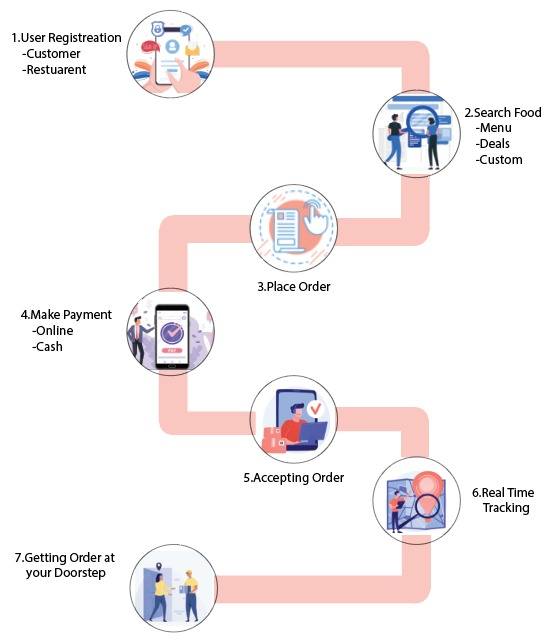 1.User Registreation
-Customer
-Restuarent
2.Search Food
-Menu
-Deals
-Custom
3.Place Order
4.Make Payment
-Online
-Cash
PAY
5.Accepting Order
6.Real Time
Tracking
7.Getting Order at
your Doorstep